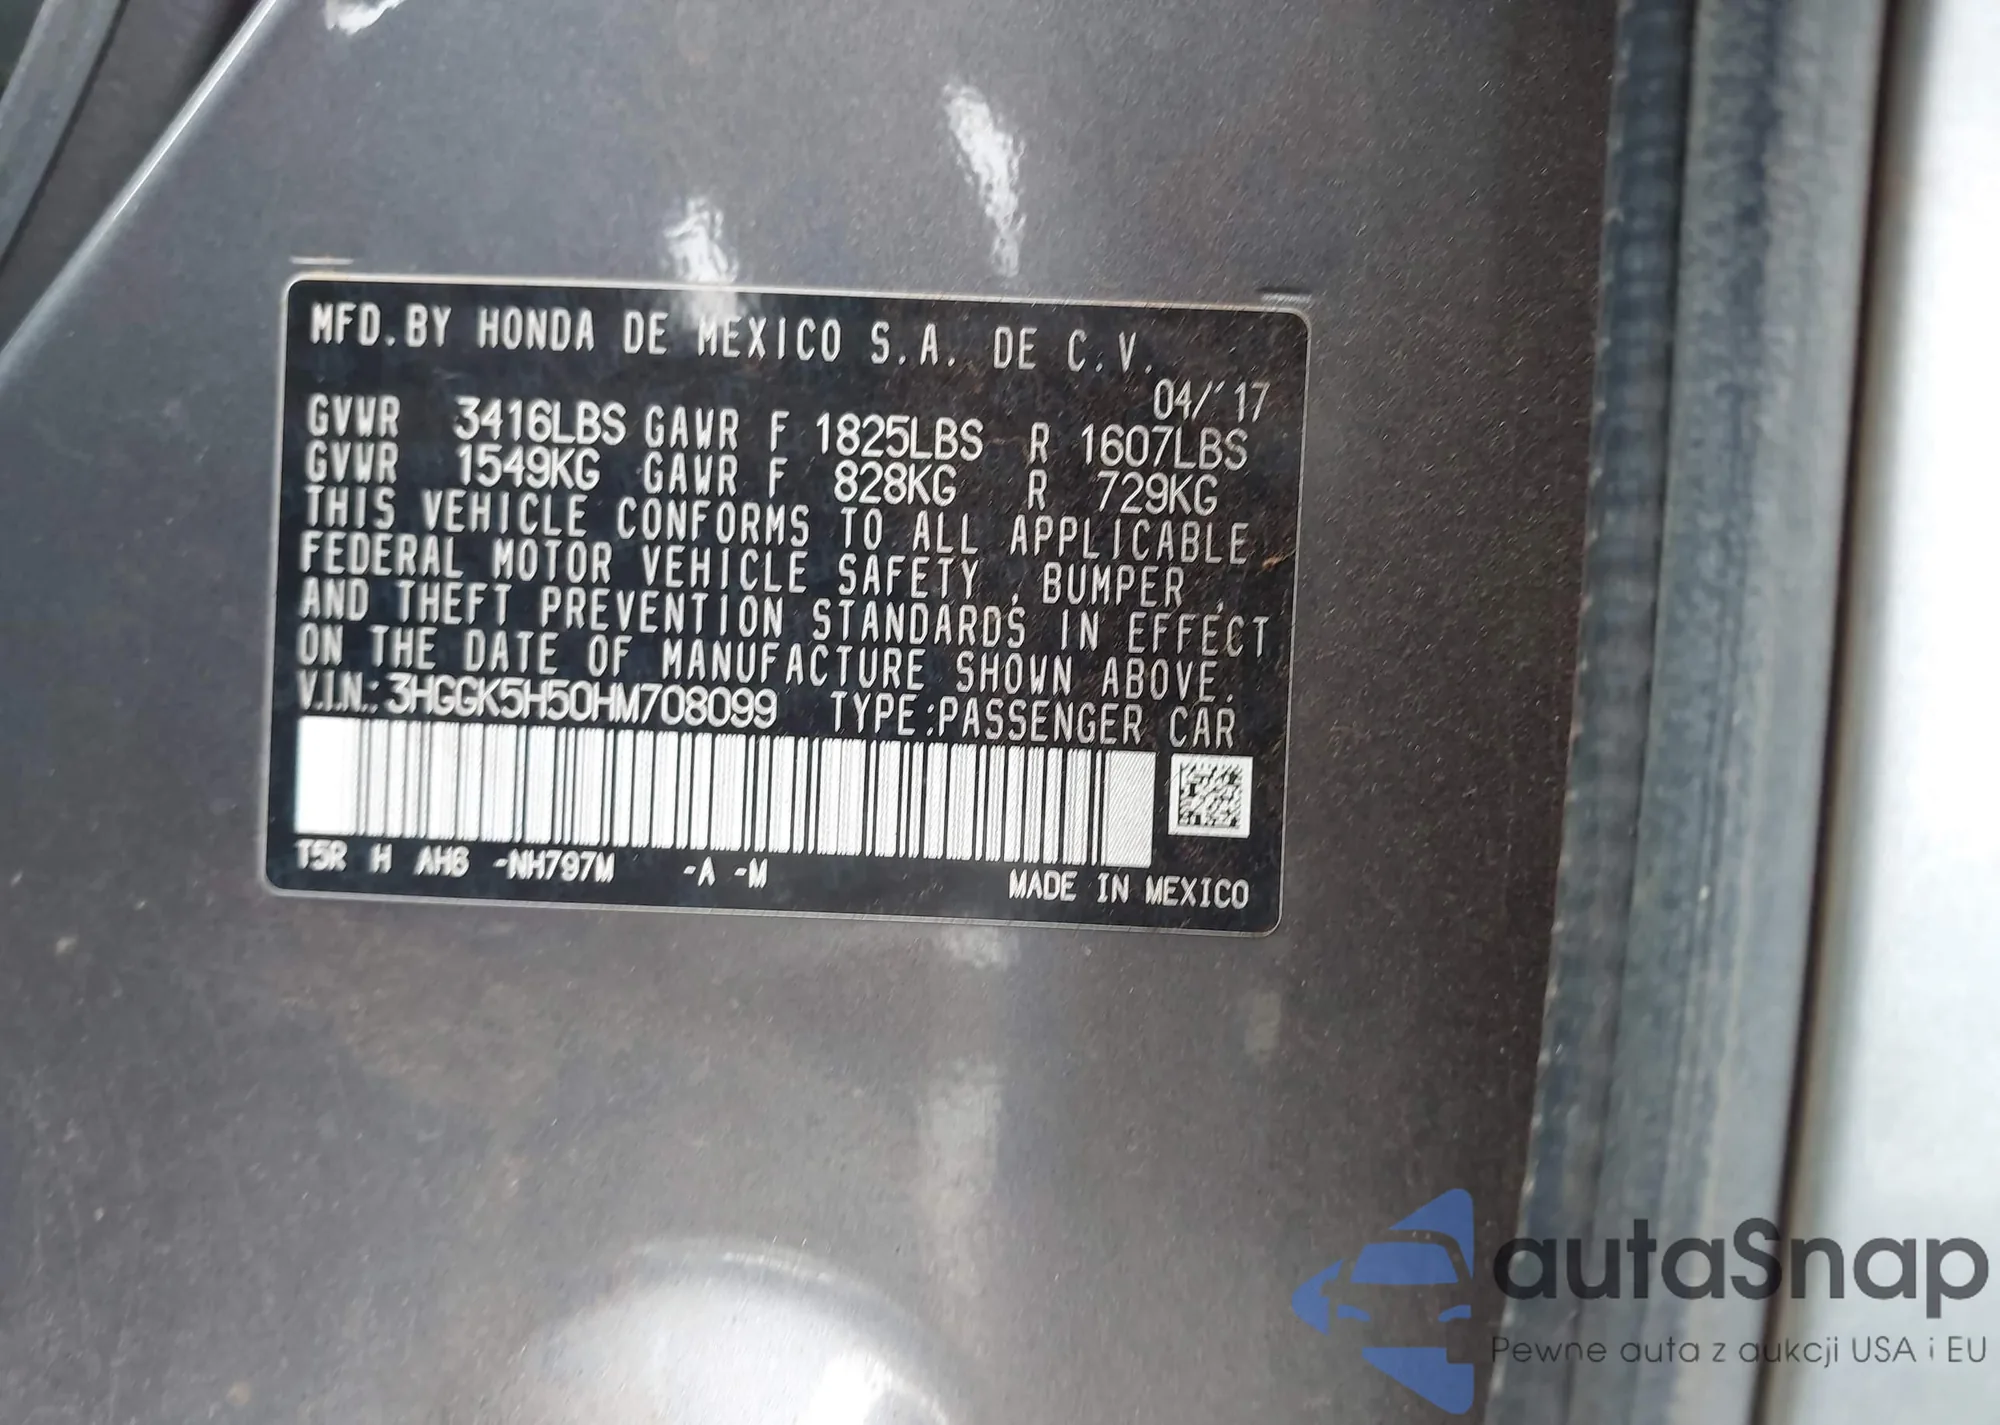 MFD.BY HONDA DE MEXICO S.A. DE C.V.
04/'17
GVWR 3416LBS GAWR F 1825LBS R 1607LBS
GVWR 1549KG GAWR F 828KG R 729KG
THIS VEHICLE CONFORMS TO ALL APPLICABLE
FEDERAL MOTOR VEHICLE SAFETY , BUMPER ,
AND THEFT PREVENTION STANDARDS IN EFFECT
ON THE DATE OF MANUFACTURE SHOWN ABOVE.
V.I.N.: 3HGGK5H50HM708099 TYPE:PASSENGER CAR
T5R H AH6 -NH797M -A -M
MADE IN MEXICO
autaSnap
Pewne auta z aukcji USA i EU